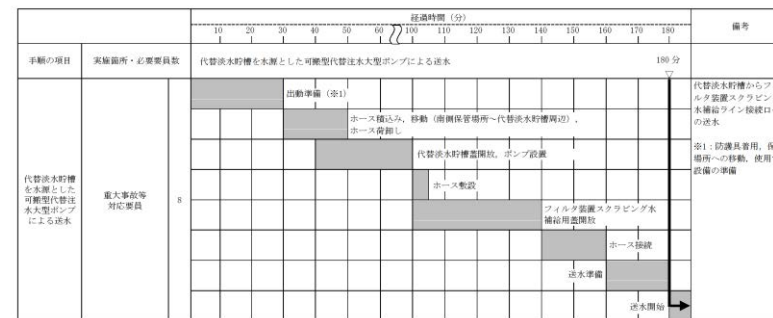 経過時間（分）
備考
10 20 30 40 50 60 100 110 120 130 140 150 160 170 180
手順の項目
実施箇所・必要要員数
代替淡水貯槽を水源とした可搬型代替注水大型ポンプによる送水
180 分
▽
代替淡水貯槽
を水源とした
可搬型代替注
水大型ポンプ
による送水
重大事故等
対応要員
8
出動準備（※1）
ホース積込み，移動（南側保管場所～代替淡水貯槽周辺），
ホース荷卸し
代替淡水貯槽蓋開放，ポンプ設置
ホース敷設
フィルタ装置スクラビング水
補給用蓋開放
ホース接続
送水準備
送水開始
代替淡水貯槽からフ
ルタ装置スクラビン
水補給ライン接続ロ
の送水
※1：防護具着用，保
場所への移動，使用
設備の準備